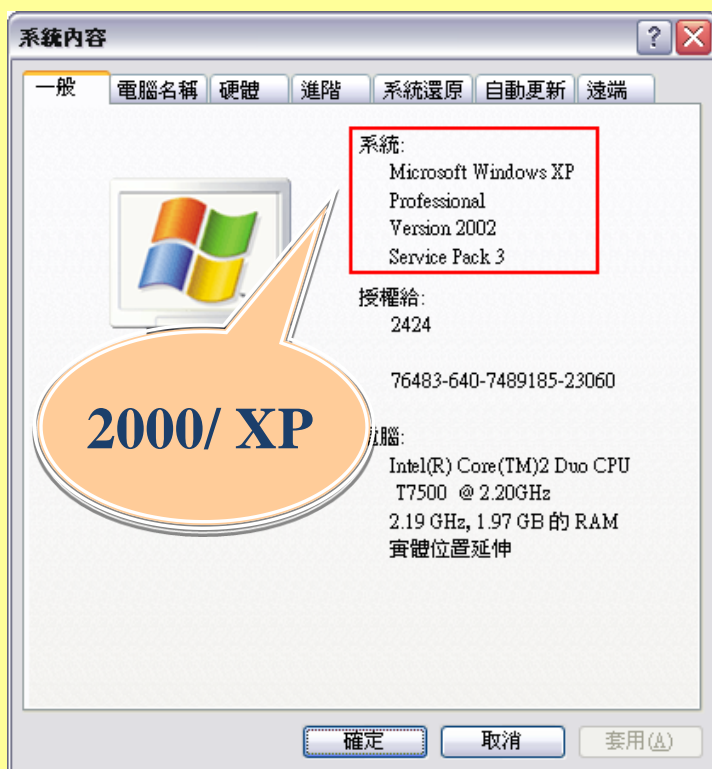 系統內容
一般 電腦名稱 硬體 進階 系統還原 自動更新 遠端
系統:
Microsoft Windows XP
Professional
Version 2002
Service Pack 3
授權給:
2424
76483-640-7489185-23060
2000/ XP
腦:
Intel(R) Core(TM)2 Duo CPU
T7500 @ 2.20GHz
2.19 GHz, 1.97 GB 的 RAM
實體位置延伸
確定 取消 套用(A)